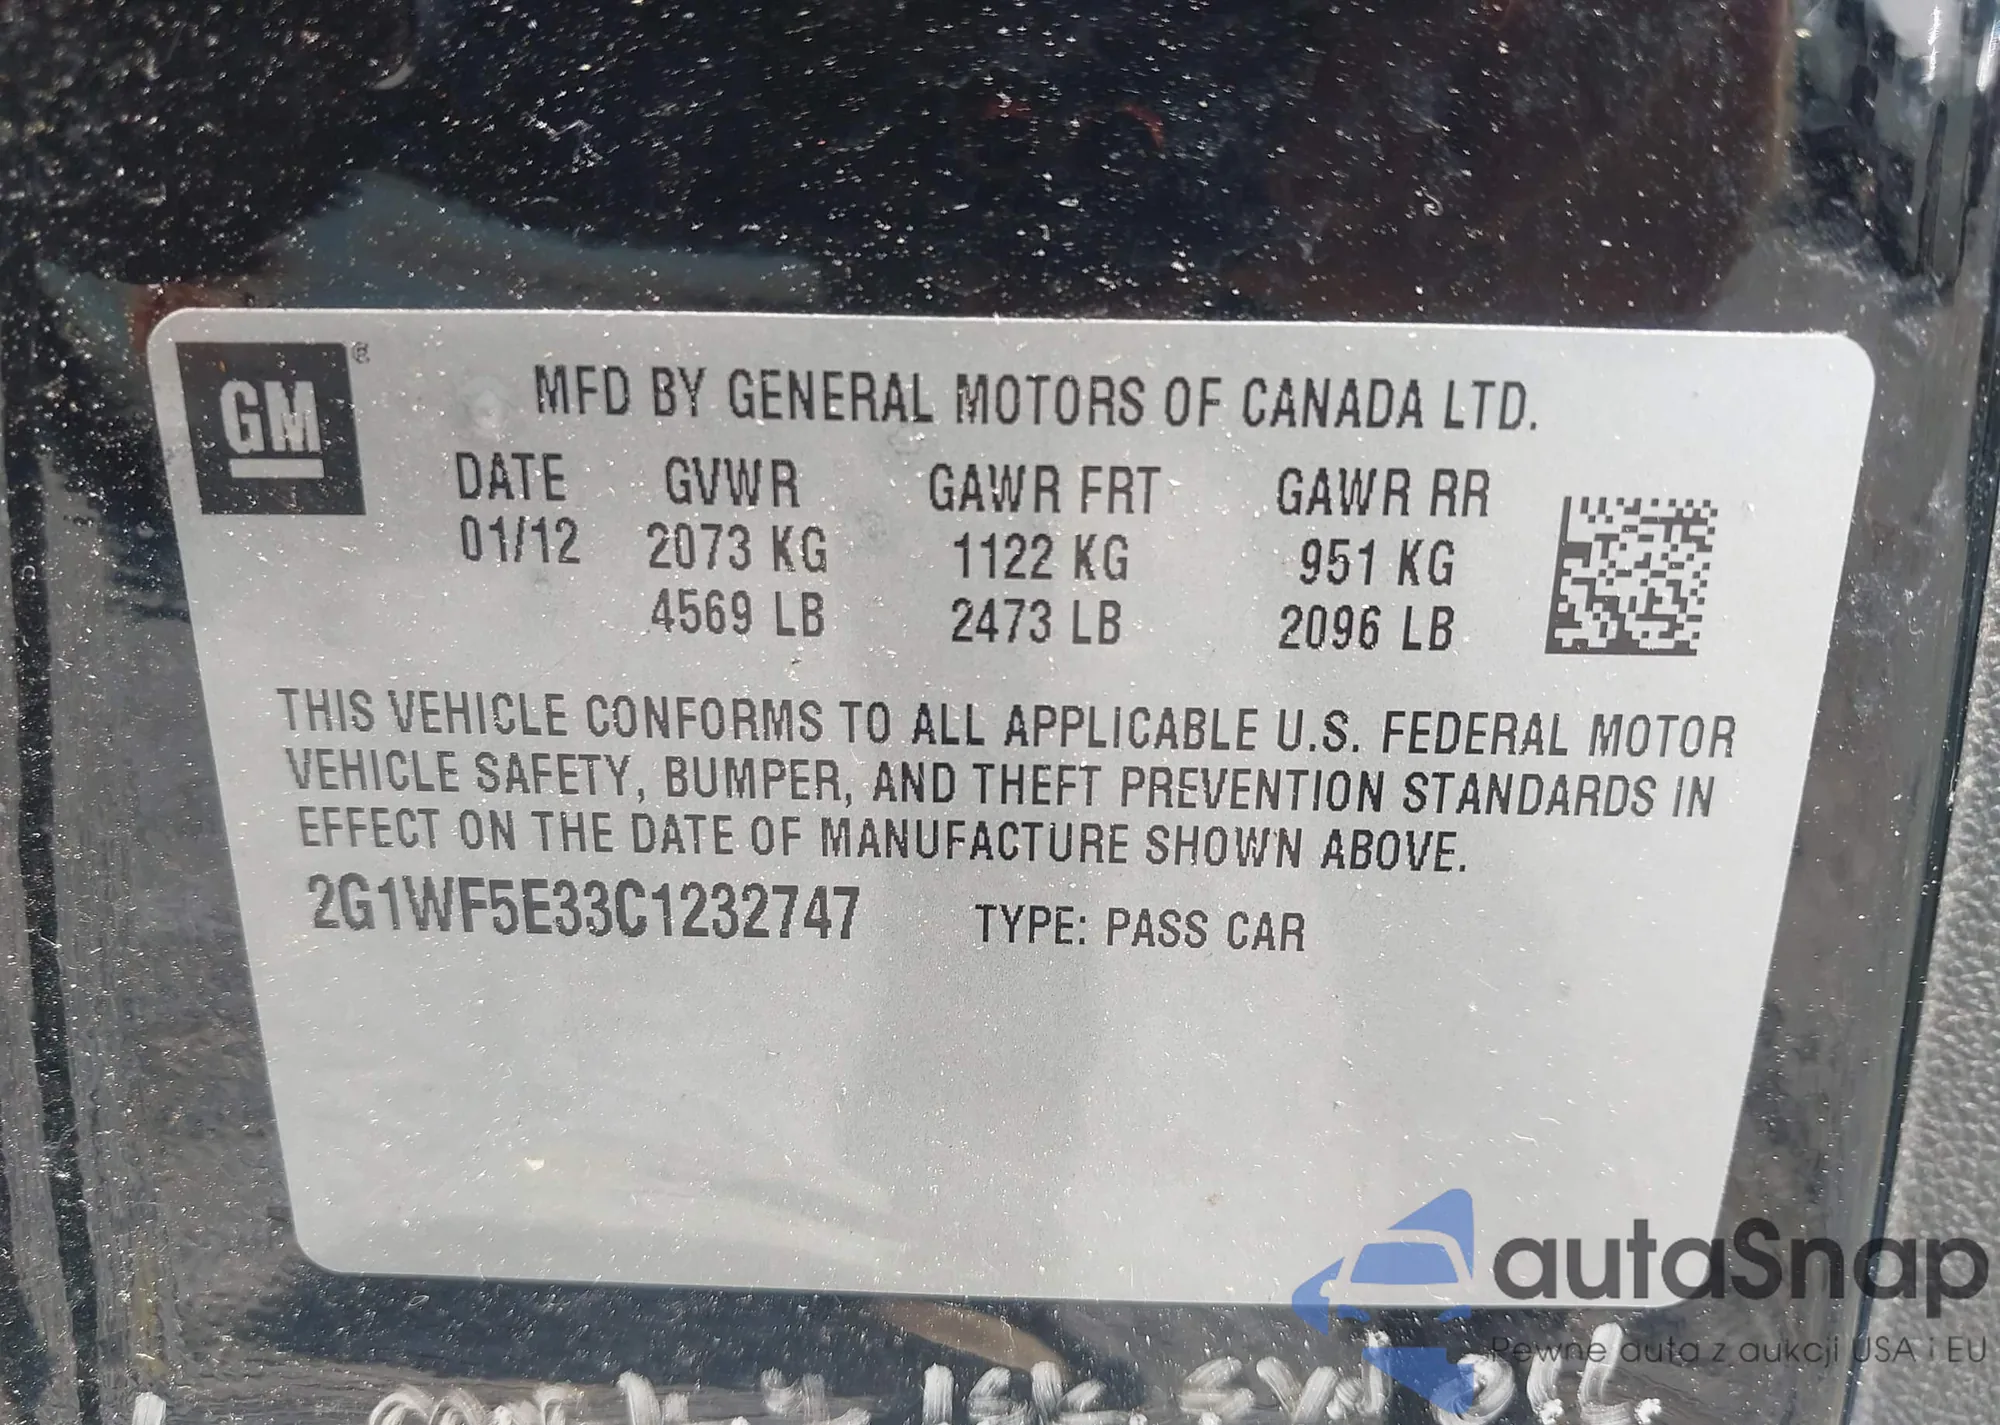 GM ®
MFD BY GENERAL MOTORS OF CANADA LTD.
DATE GVWR GAWR FRT GAWR RR
01/12 2073 KG 1122 KG 951 KG
4569 LB 2473 LB 2096 LB
THIS VEHICLE CONFORMS TO ALL APPLICABLE U.S. FEDERAL MOTOR
VEHICLE SAFETY, BUMPER, AND THEFT PREVENTION STANDARDS IN
EFFECT ON THE DATE OF MANUFACTURE SHOWN ABOVE.
2G1WF5E33C1232747 TYPE: PASS CAR
autaSnap
Pewne auta z aukcji USA i EU